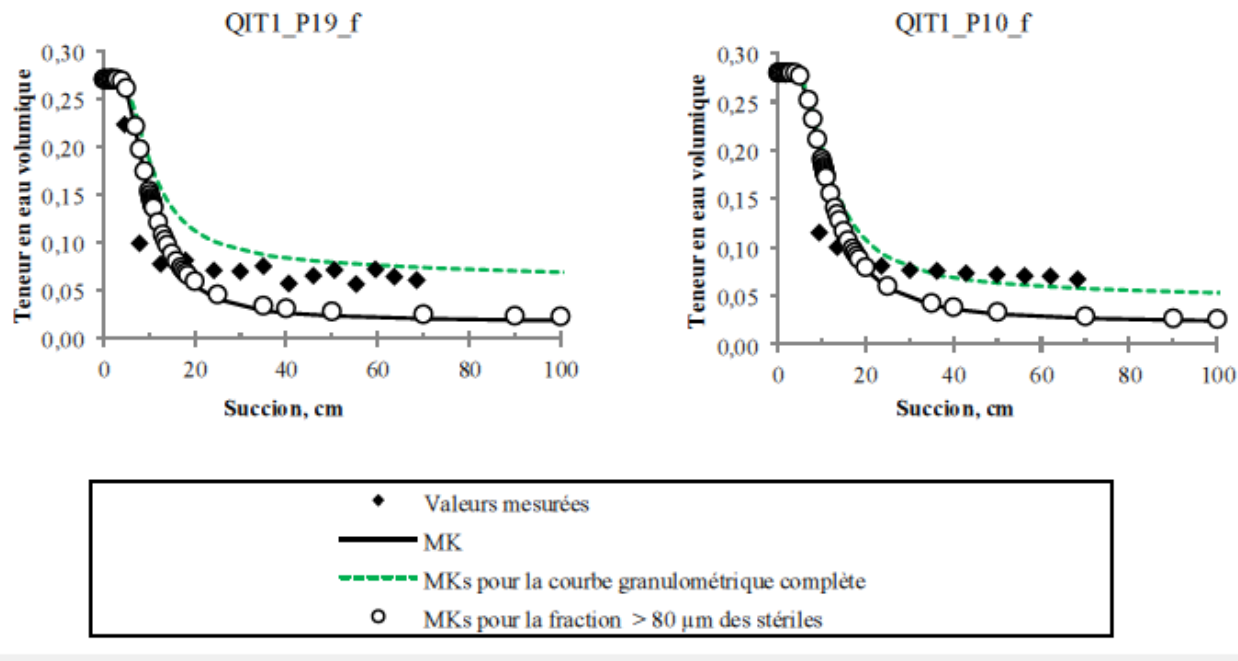 QIT1_P19_f
0,30
0,25
0,20
0,15
0,10
0,05
0,00
Teneur en eau volumique
0 20 40 60 80 100
Succion, cm
QIT1_P10_f
0,30
0,25
0,20
0,15
0,10
0,05
0,00
Teneur en eau volumique
0 20 40 60 80 100
Succion, cm
Valeurs mesurées
MK
MKs pour la courbe granulométrique complète
MKs pour la fraction > 80 µm des stériles